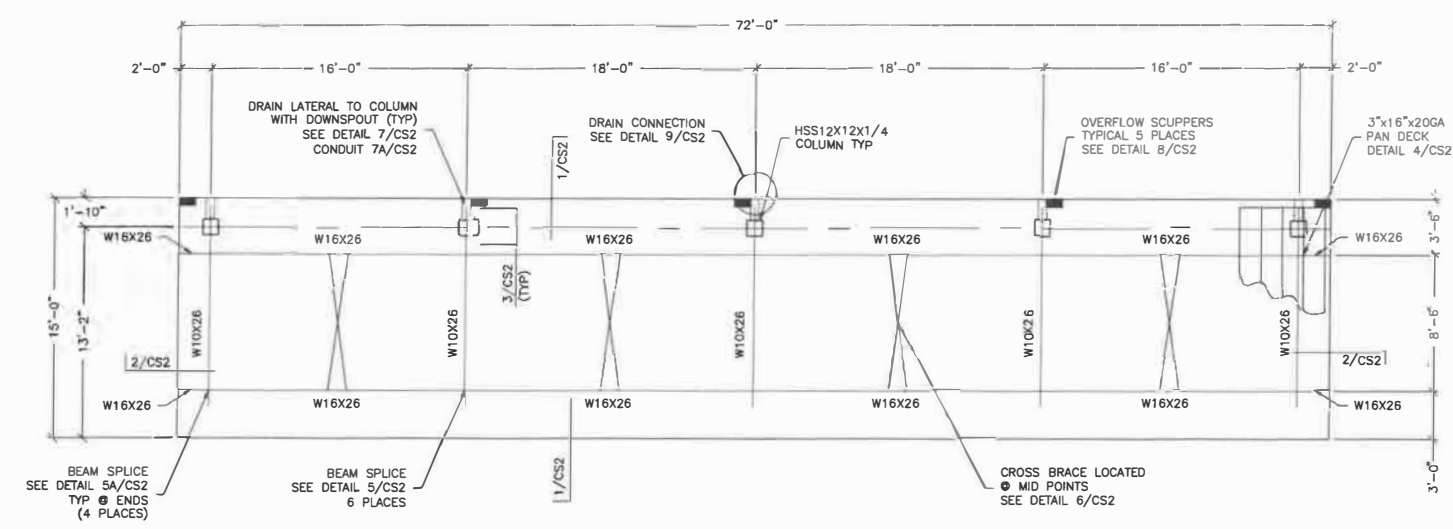 72'-0"
2'-0"
16'-0"
18'-0"
18'-0"
16'-0"
2'-0"
DRAIN LATERAL TO COLUMN
WITH DOWNSPOUT (TYP)
SEE DETAIL 7/CS2
CONDUIT 7A/CS2
1/CS2
DRAIN CONNECTION
SEE DETAIL 9/CS2
HSS12X12X1/4
COLUMN TYP
OVERFLOW SCUPPERS
TYPICAL 5 PLACES
SEE DETAIL 8/CS2
3"x16"x20GA
PAN DECK
DETAIL 4/CS2
1'-10"
W16X26
W16X26
W16X26
W16X26
W16X26
W16X26
3'-6"
3/CS2
(TYP)
15'-0"
13'-2"
W10X26
W10X26
W10X26
W10X26
W10X26
8'-6"
2/CS2
2/CS2
W16X26
W16X26
W16X26
W16X26
W16X26
W16X26
BEAM SPLICE
SEE DETAIL 5A/CS2
TYP @ ENDS
(4 PLACES)
BEAM SPLICE
SEE DETAIL 5/CS2
6 PLACES
1/CS2
CROSS BRACE LOCATED
@ MID POINTS
SEE DETAIL 6/CS2
3'-0"